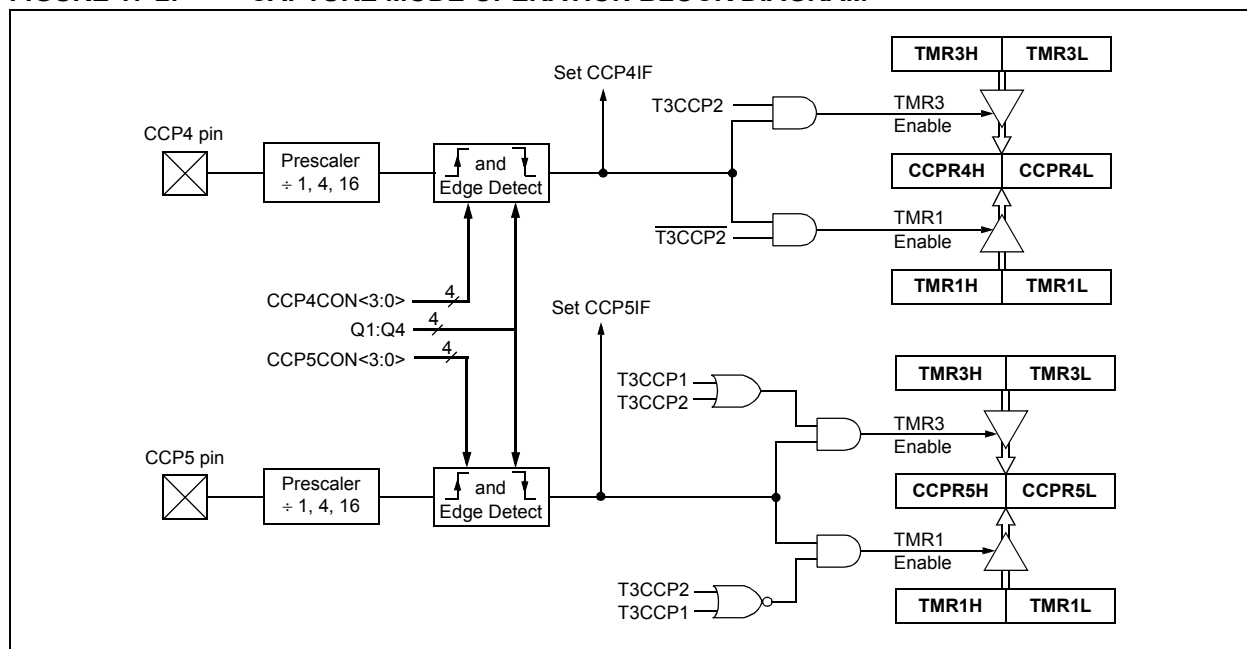 TMR3H TMR3L
Set CCP4IF
T3CCP2
TMR3
Enable
CCP4 pin
Prescaler
÷ 1, 4, 16
and
Edge Detect
CCPR4H CCPR4L
T3CCP2
TMR1
Enable
TMR1H TMR1L
CCP4CON<3:0>
4
Q1:Q4
4
CCP5CON<3:0>
4
Set CCP5IF
TMR3H TMR3L
T3CCP1
T3CCP2
TMR3
Enable
CCP5 pin
Prescaler
÷ 1, 4, 16
and
Edge Detect
CCPR5H CCPR5L
TMR1
Enable
T3CCP2
T3CCP1
TMR1H TMR1L